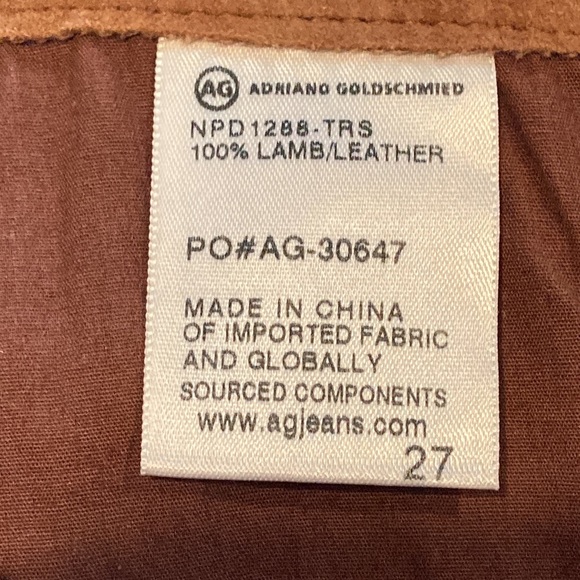 AG ADRIANO GOLDSCHMIED
NPD1288-TRS
100% LAMB/LEATHER
PO#AG-30647
MADE IN CHINA
OF IMPORTED FABRIC
AND GLOBALLY
SOURCED COMPONENTS
www.agjeans.com
27